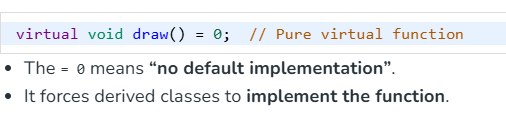 virtual void draw() = 0;  // Pure virtual function
• The = 0 means “no default implementation”.
• It forces derived classes to implement the function.